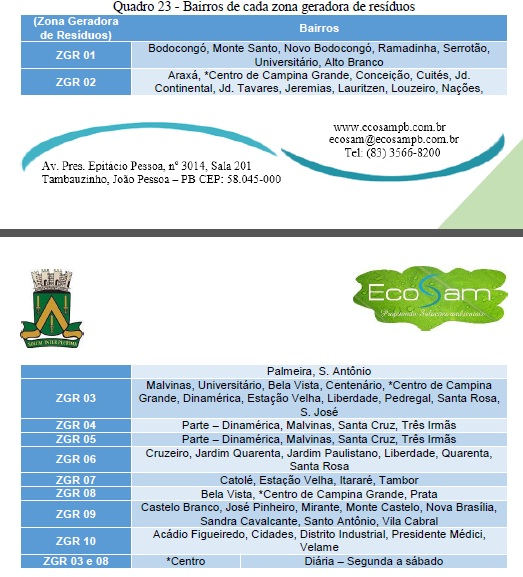 Quadro 23 - Bairros de cada zona geradora de resíduos
(Zona Geradora
de Resíduos)
Bairros
ZGR 01
Bodocongó, Monte Santo, Novo Bodocongó, Ramadinha, Serrotão,
Universitário, Alto Branco
ZGR 02
Araxá, *Centro de Campina Grande, Conceição, Cuités, Jd.
Continental, Jd. Tavares, Jeremias, Lauritzen, Louzeiro, Nações,
www.ecosampb.com.br
ecosam@ecosampb.com.br
Tel: (83) 3566-8200
Av. Pres. Epitácio Pessoa, nº 3014, Sala 201
Tambauzinho, João Pessoa – PB CEP: 58.045-000
EcoSam
Palmeira, S. Antônio
ZGR 03
Malvinas, Universitário, Bela Vista, Centenário, *Centro de Campina
Grande, Dinamérica, Estação Velha, Liberdade, Pedregal, Santa Rosa,
S. José
ZGR 04
Parte – Dinamérica, Malvinas, Santa Cruz, Três Irmãs
ZGR 05
Parte – Dinamérica, Malvinas, Santa Cruz, Três Irmãs
ZGR 06
Cruzeiro, Jardim Quarenta, Jardim Paulistano, Liberdade, Quarenta,
Santa Rosa
ZGR 07
Catolé, Estação Velha, Itararé, Tambor
ZGR 08
Bela Vista, *Centro de Campina Grande, Prata
ZGR 09
Castelo Branco, José Pinheiro, Mirante, Monte Castelo, Nova Brasília,
Sandra Cavalcante, Santo Antônio, Vila Cabral
ZGR 10
Acádio Figueiredo, Cidades, Distrito Industrial, Presidente Médici,
Velame
ZGR 03 e 08
*Centro
Diária – Segunda a sábado